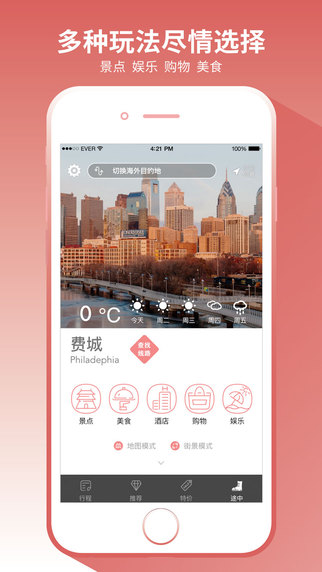 多种玩法尽情选择
景点 娱乐 购物 美食
EVER
4:21 PM
100%
切换海外目的地
0 ℃
今天 周二 周三 周四 周五
费城
Philadephia
查找
线路
景点 美食 酒店 购物 娱乐
地图模式 街景模式
行程 推荐 特价 途中